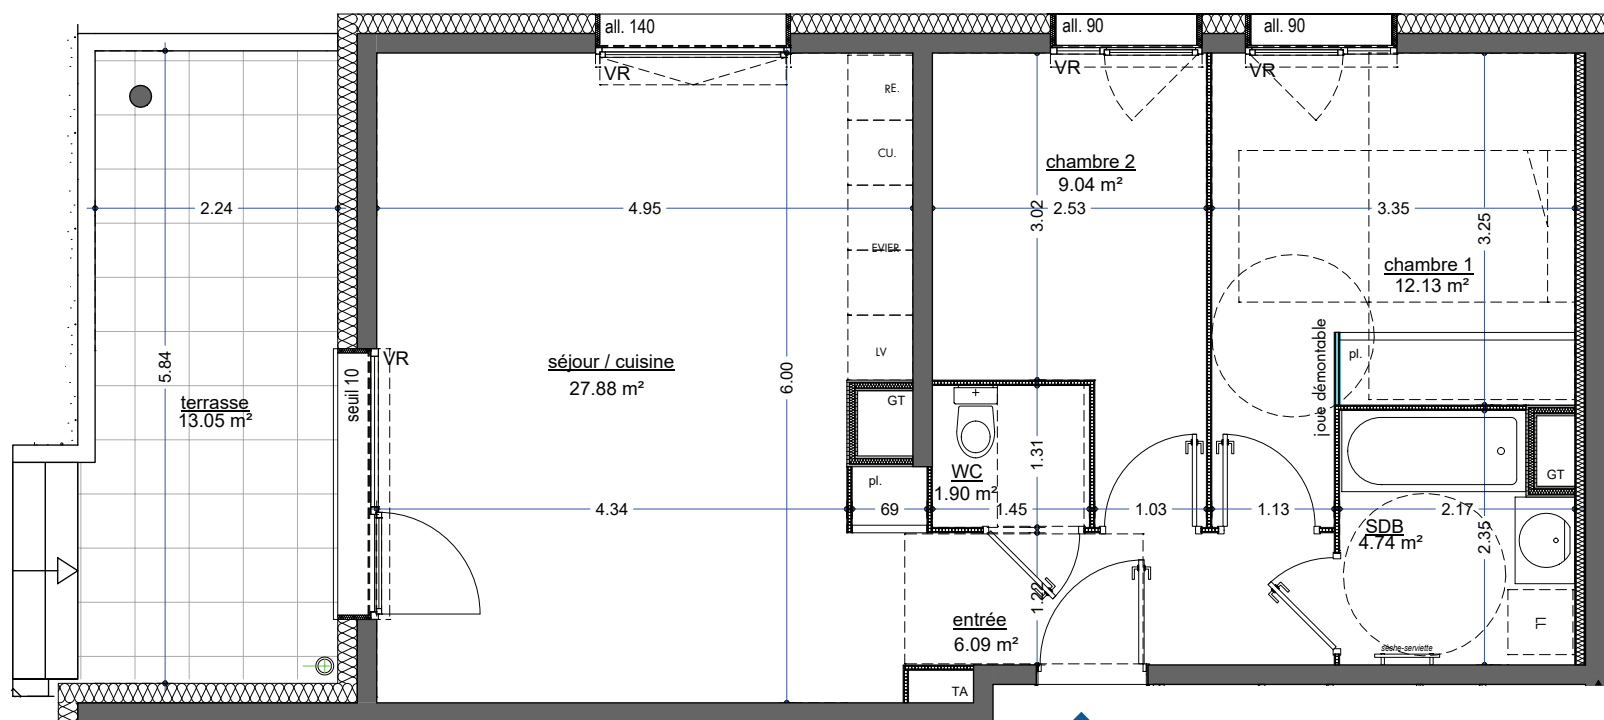 all. 140
all. 90
all. 90
VR
VR
VR
RE.
CU.
EVIER
LV
chambre 2
9.04 m²
2.24
4.95
2.53
3.35
3.02
3.25
chambre 1
12.13 m²
VR
séjour / cuisine
27.88 m²
5.84
6.00
terrasse
13.05 m²
seuil 10
joue démontable
pl.
GT
pl.
WC
1.90 m²
1.31
GT
4.34
69
1.45
1.03
1.13
2.17
SDB
4.74 m²
2.35
1.22
entrée
6.09 m²
LL
sèche-serviette
TA